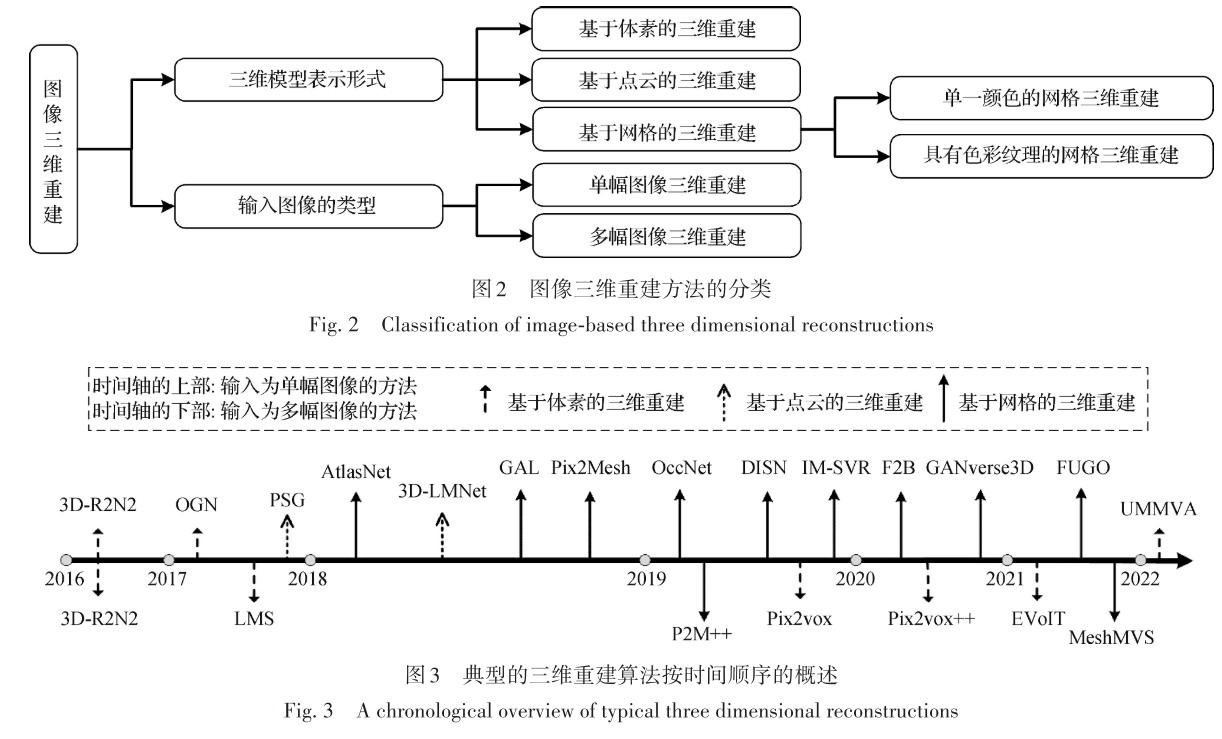 图像三维重建
三维模型表示形式
输入图像的类型
基于体素的三维重建
基于点云的三维重建
基于网格的三维重建
单幅图像三维重建
多幅图像三维重建
单一颜色的网格三维重建
具有色彩纹理的网格三维重建
图2 图像三维重建方法的分类
Fig. 2 Classification of image-based three dimensional reconstructions
时间轴的上部: 输入为单幅图像的方法
时间轴的下部: 输入为多幅图像的方法
基于体素的三维重建
基于点云的三维重建
基于网格的三维重建
3D-R2N2
OGN
PSG
AtlasNet
3D-LMNet
GAL
Pix2Mesh
OccNet
DISN
IM-SVR
F2B
GANverse3D
FUGO
UMMVA
2016
2017
2018
2019
2020
2021
2022
3D-R2N2
LMS
P2M++
Pix2vox
Pix2vox++
EVoIT
MeshMVS
图3 典型的三维重建算法按时间顺序的概述
Fig. 3 A chronological overview of typical three dimensional reconstructions